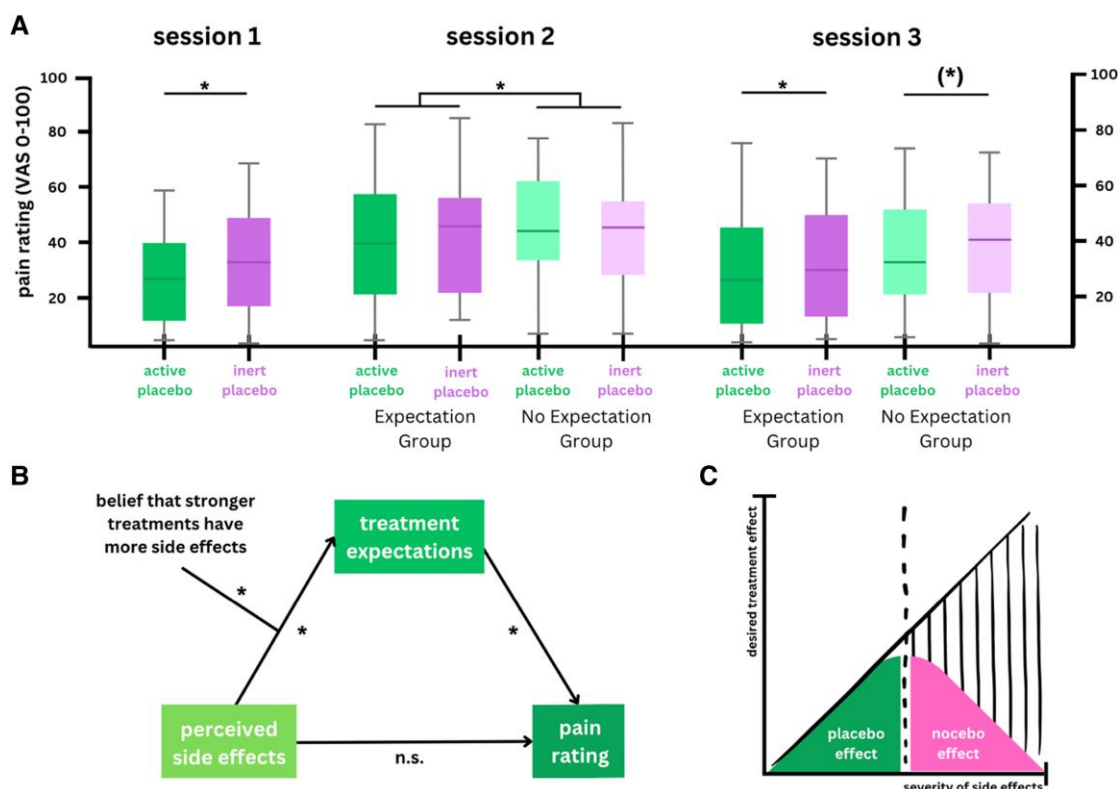 A
session 1
session 2
session 3
pain rating (VAS 0-100)
100
80
60
40
20
*
*
*
(*)
100
80
60
40
20
active
placebo
inert
placebo
active
placebo
inert
placebo
active
placebo
inert
placebo
active
placebo
inert
placebo
active
placebo
inert
placebo
Expectation
Group
No Expectation
Group
Expectation
Group
No Expectation
Group
B
belief that stronger
treatments have
more side effects
treatment
expectations
*
*
*
perceived
side effects
n.s.
pain
rating
C
desired treatment effect
placebo
effect
nocebo
effect
severity of side effects